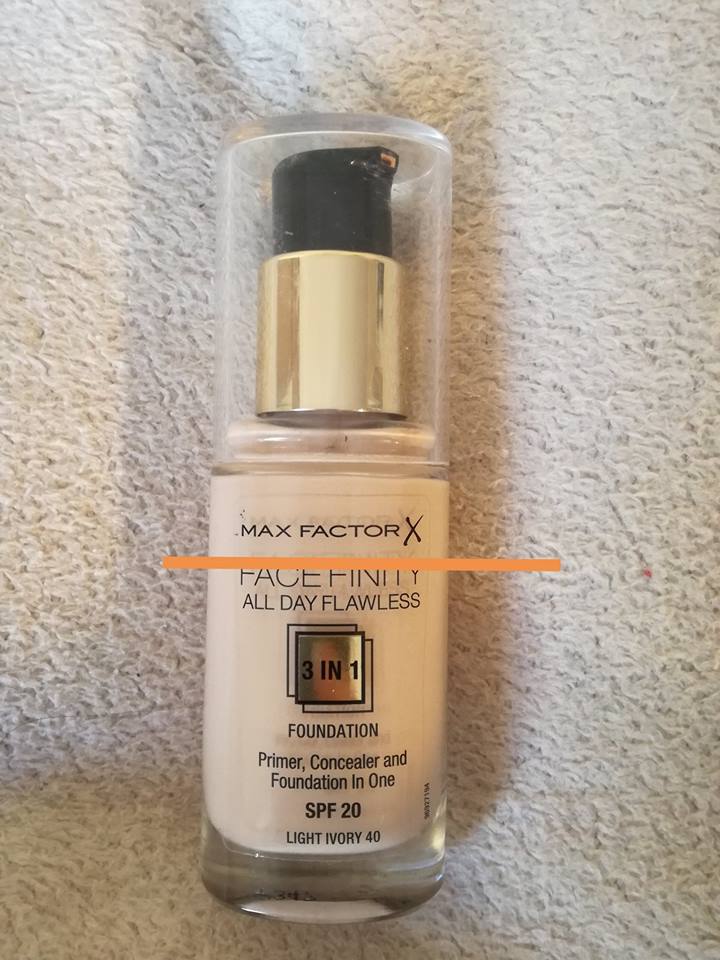 MAX FACTOR X
FACEFINITY
ALL DAY FLAWLESS
3 IN 1
FOUNDATION
Primer, Concealer and
Foundation In One
SPF 20
LIGHT IVORY 40